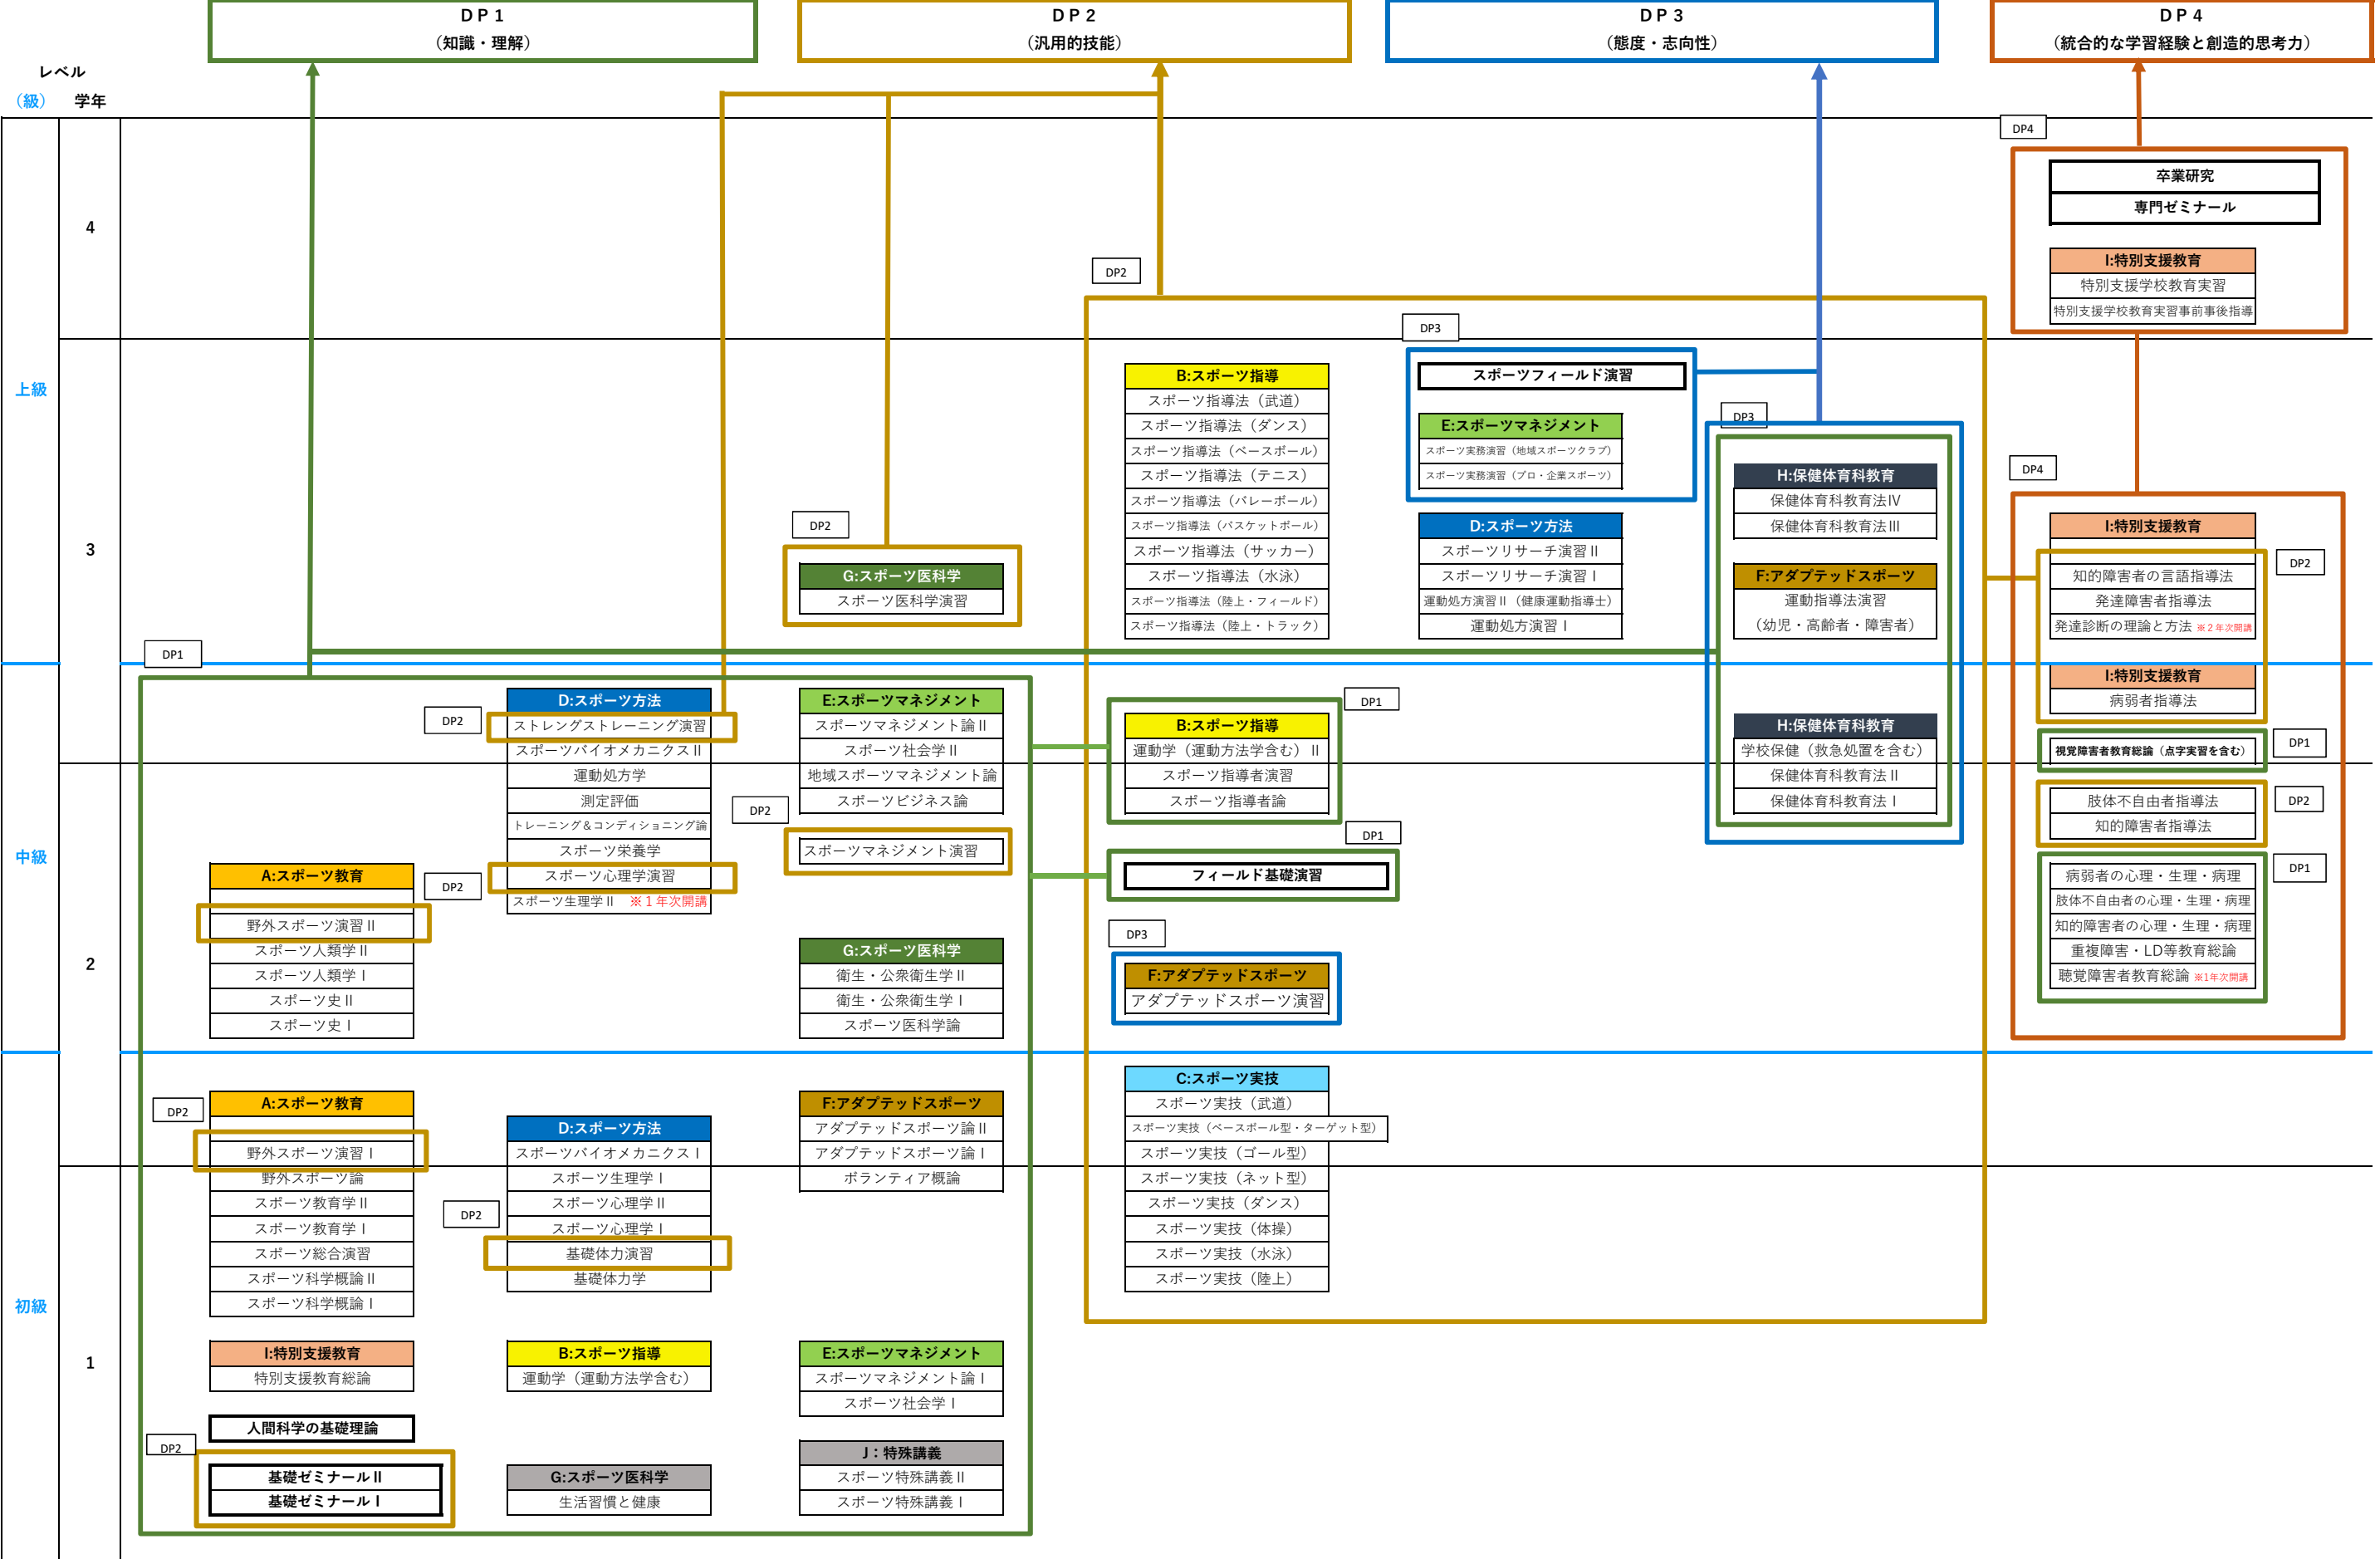 DP1
(知識・理解)
DP2
(汎用的技能)
DP3
(態度・志向性)
DP4
(統合的な学習経験と創造的思考力)
レベル
(級)
学年
上級
中級
初級
4
3
2
1
DP4
卒業研究
専門ゼミナール
I:特別支援教育
特別支援学校教育実習
特別支援学校教育実習事前事後指導
DP2
B:スポーツ指導
スポーツ指導法(武道)
スポーツ指導法(ダンス)
スポーツ指導法(ベースボール)
スポーツ指導法(テニス)
スポーツ指導法(バレーボール)
スポーツ指導法(バスケットボール)
スポーツ指導法(サッカー)
スポーツ指導法(水泳)
スポーツ指導法(陸上・フィールド)
スポーツ指導法(陸上・トラック)
DP3
スポーツフィールド演習
E:スポーツマネジメント
スポーツ実務演習(地域スポーツクラブ)
スポーツ実務演習(プロ・企業スポーツ)
D:スポーツ方法
スポーツリサーチ演習Ⅱ
スポーツリサーチ演習Ⅰ
運動処方演習Ⅱ(健康運動指導士)
運動処方演習Ⅰ
DP3
H:保健体育科教育
保健体育科教育法Ⅳ
保健体育科教育法Ⅲ
F:アダプテッドスポーツ
運動指導法演習
(幼児・高齢者・障害者)
H:保健体育科教育
学校保健(救急処置を含む)
保健体育科教育法Ⅱ
保健体育科教育法Ⅰ
DP4
I:特別支援教育
DP2
知的障害者の言語指導法
発達障害者指導法
発達診断の理論と方法 ※2年次開講
I:特別支援教育
病弱者指導法
DP1
視覚障害者教育総論(点字実習を含む)
DP2
肢体不自由者指導法
知的障害者指導法
DP1
病弱者の心理・生理・病理
肢体不自由者の心理・生理・病理
知的障害者の心理・生理・病理
重複障害・LD等教育総論
聴覚障害者教育総論 ※1年次開講
DP2
G:スポーツ医科学
スポーツ医科学演習
DP1
DP2
D:スポーツ方法
ストレングストレーニング演習
スポーツバイオメカニクスⅡ
運動処方学
測定評価
トレーニング&コンディショニング論
スポーツ栄養学
DP2
スポーツ心理学演習
スポーツ生理学Ⅱ ※1年次開講
E:スポーツマネジメント
スポーツマネジメント論Ⅱ
スポーツ社会学Ⅱ
地域スポーツマネジメント論
スポーツビジネス論
DP2
スポーツマネジメント演習
DP1
B:スポーツ指導
運動学(運動方法学含む)Ⅱ
スポーツ指導者演習
スポーツ指導者論
DP1
フィールド基礎演習
DP3
F:アダプテッドスポーツ
アダプテッドスポーツ演習
A:スポーツ教育
野外スポーツ演習Ⅱ
スポーツ人類学Ⅱ
スポーツ人類学Ⅰ
スポーツ史Ⅱ
スポーツ史Ⅰ
G:スポーツ医科学
衛生・公衆衛生学Ⅱ
衛生・公衆衛生学Ⅰ
スポーツ医科学論
DP2
A:スポーツ教育
野外スポーツ演習Ⅰ
野外スポーツ論
スポーツ教育学Ⅱ
スポーツ教育学Ⅰ
スポーツ総合演習
スポーツ科学概論Ⅱ
スポーツ科学概論Ⅰ
D:スポーツ方法
スポーツバイオメカニクスⅠ
スポーツ生理学Ⅰ
スポーツ心理学Ⅱ
スポーツ心理学Ⅰ
DP2
基礎体力演習
基礎体力学
F:アダプテッドスポーツ
アダプテッドスポーツ論Ⅱ
アダプテッドスポーツ論Ⅰ
ボランティア概論
C:スポーツ実技
スポーツ実技(武道)
スポーツ実技(ベースボール型・ターゲット型)
スポーツ実技(ゴール型)
スポーツ実技(ネット型)
スポーツ実技(ダンス)
スポーツ実技(体操)
スポーツ実技(水泳)
スポーツ実技(陸上)
I:特別支援教育
特別支援教育総論
B:スポーツ指導
運動学(運動方法学含む)
E:スポーツマネジメント
スポーツマネジメント論Ⅰ
スポーツ社会学Ⅰ
人間科学の基礎理論
DP2
基礎ゼミナールⅡ
基礎ゼミナールⅠ
G:スポーツ医科学
生活習慣と健康
J:特殊講義
スポーツ特殊講義Ⅱ
スポーツ特殊講義Ⅰ